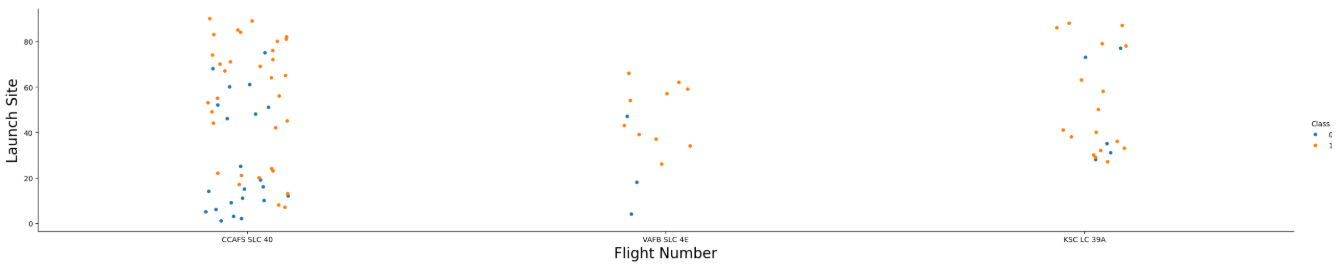 Launch Site
80
60
40
20
0
CCAFS SLC 40
VAFB SLC 4E
KSC LC 39A
Flight Number
Class
0
1